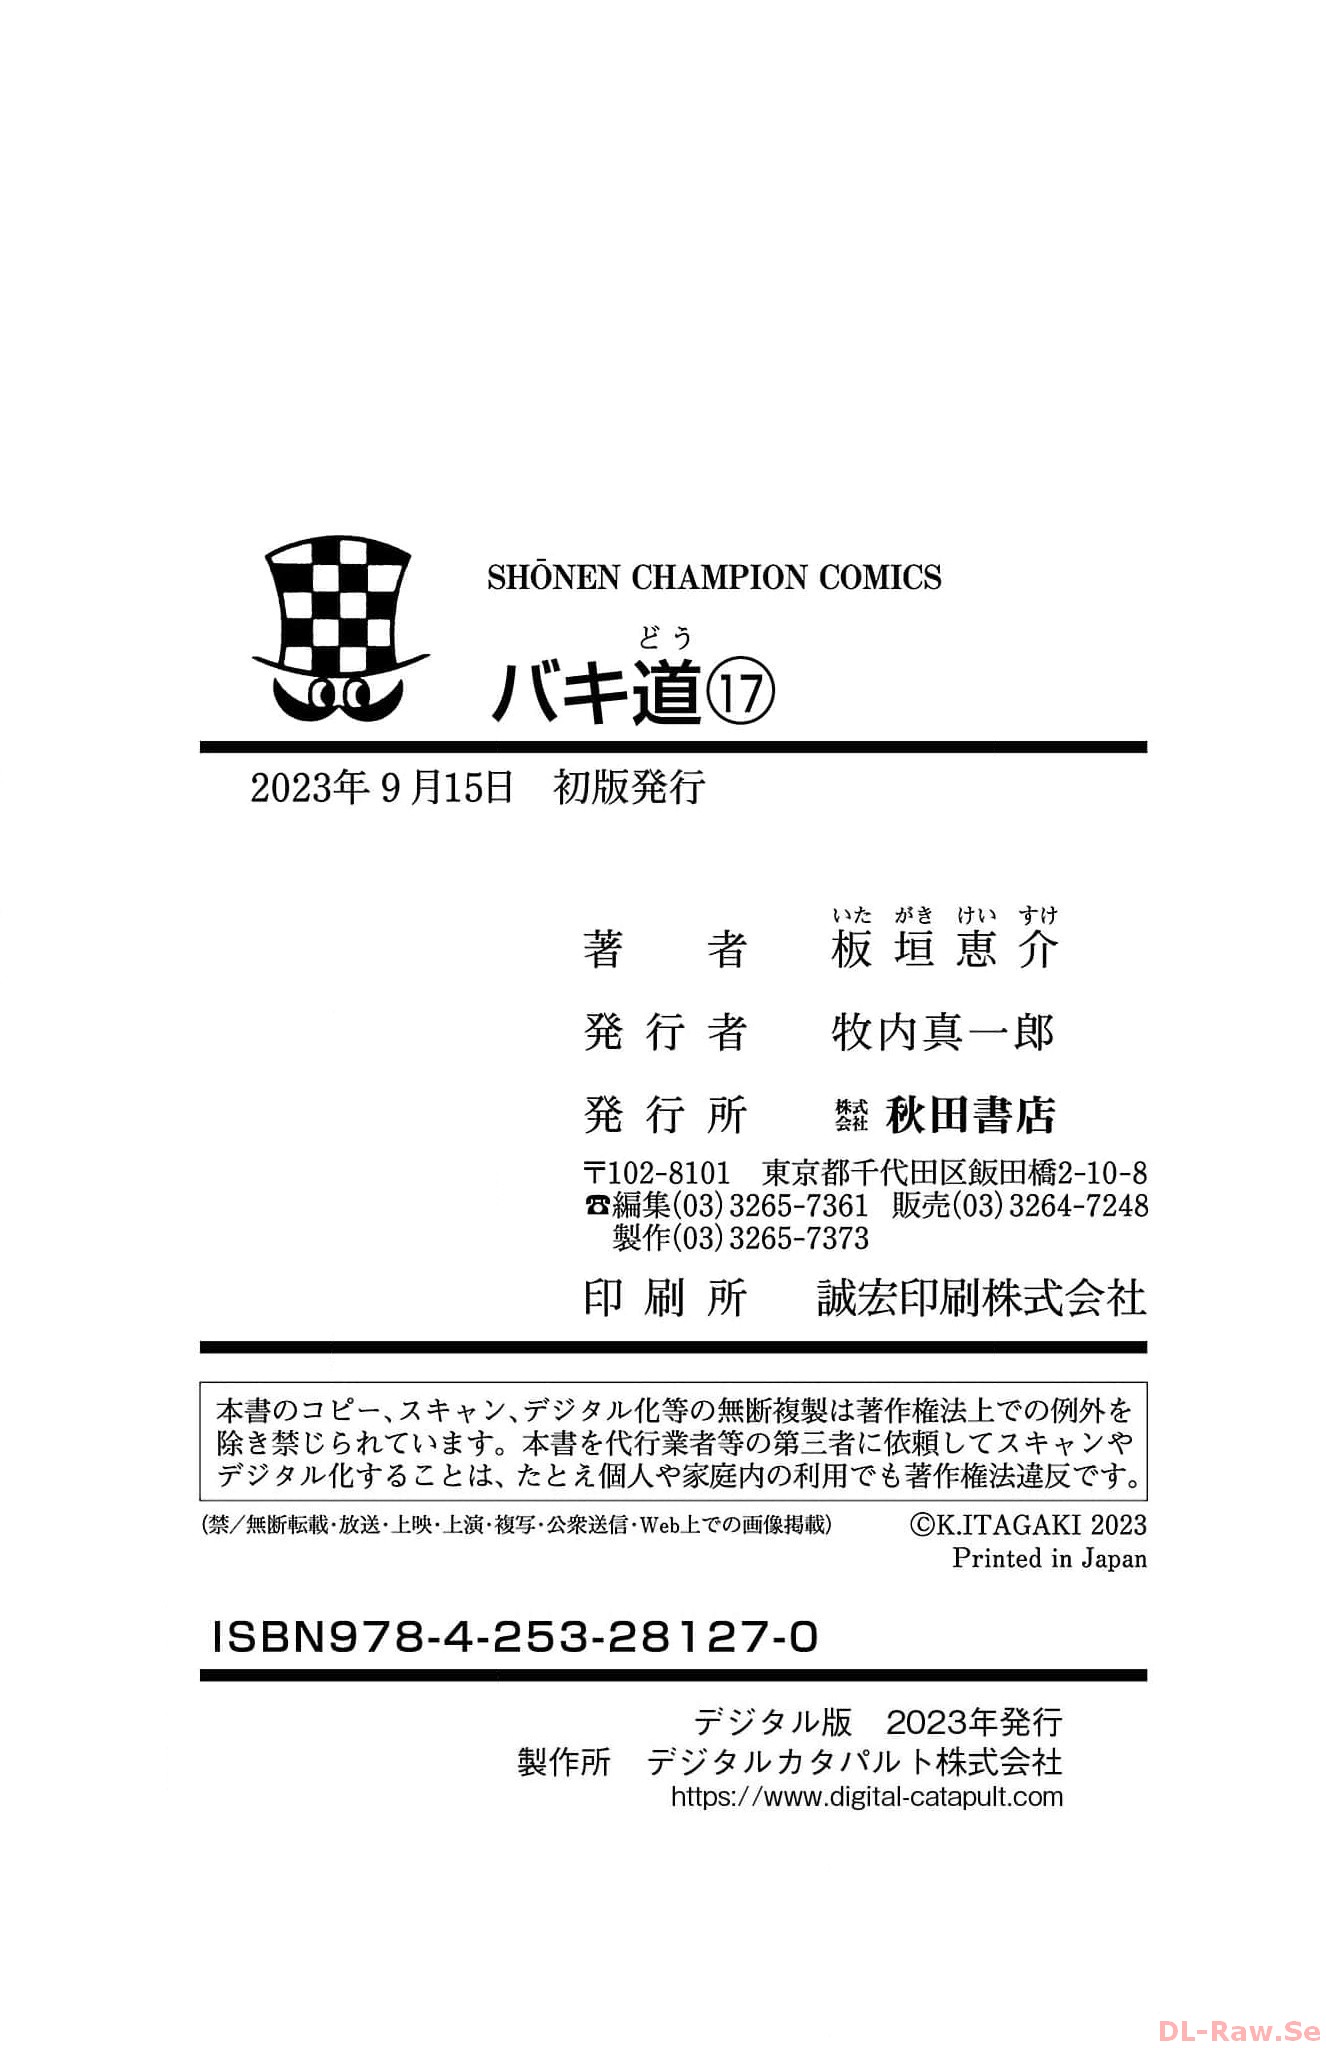 SHŌNEN CHAMPION COMICS
どう
バキ道⑰
2023年9月15日　初版発行
いた がき けい すけ
著者　板垣恵介
発行者　牧内真一郎
発行所　株式会社 秋田書店
〒102-8101　東京都千代田区飯田橋2-10-8
☎編集(03)3265-7361　販売(03)3264-7248
製作(03)3265-7373
印刷所　誠宏印刷株式会社
本書のコピー、スキャン、デジタル化等の無断複製は著作権法上での例外を
除き禁じられています。本書を代行業者等の第三者に依頼してスキャンや
デジタル化することは、たとえ個人や家庭内の利用でも著作権法違反です。
(禁／無断転載・放送・上映・上演・複写・公衆送信・Web上での画像掲載)　©K.ITAGAKI 2023
Printed in Japan
ISBN978-4-253-28127-0
デジタル版　2023年発行
製作所　デジタルカタパルト株式会社
https://www.digital-catapult.com
DL-Raw.Se